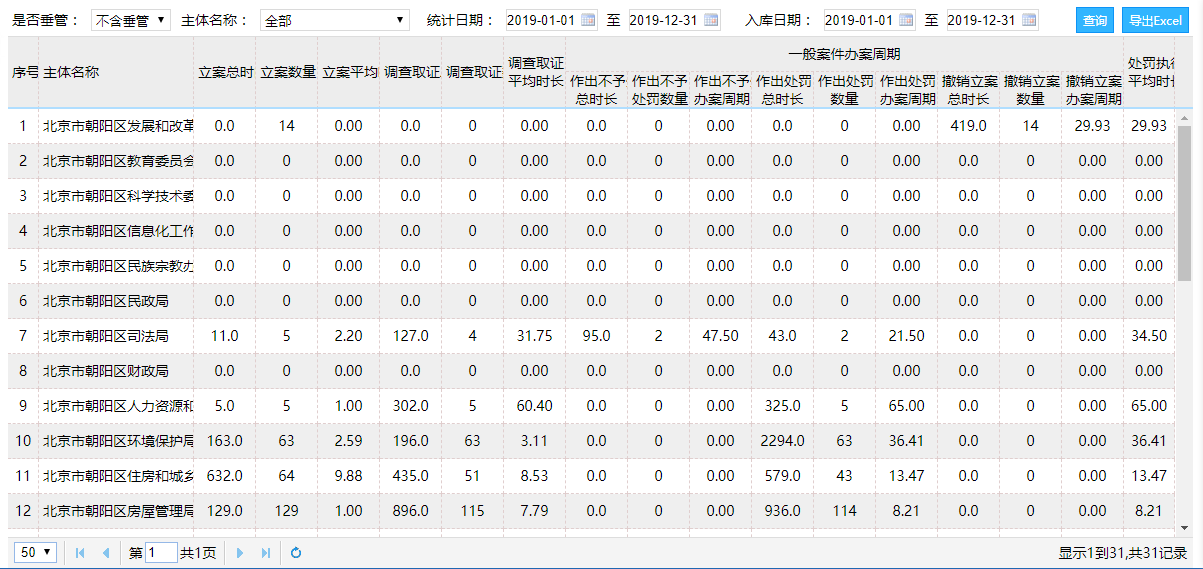 是否垂管： 不含垂管 主体名称： 全部 统计日期： 2019-01-01 至 2019-12-31 入库日期： 2019-01-01 至 2019-12-31 查询 导出Excel
序号 主体名称 立案总时 立案数量 立案平均 调查取证 调查取证 调查取证平均时长 一般案件办案周期 处罚执行平均时长
作出不予总时长 作出不予处罚数量 作出不予办案周期 作出处罚总时长 作出处罚数量 作出处罚办案周期 撤销立案总时长 撤销立案数量 撤销立案办案周期
1 北京市朝阳区发展和改革 0.0 14 0.00 0.0 0 0.00 0.0 0 0.00 0.0 0 0.00 419.0 14 29.93 29.93
2 北京市朝阳区教育委员会 0.0 0 0.00 0.0 0 0.00 0.0 0 0.00 0.0 0 0.00 0.0 0 0.00 0.00
3 北京市朝阳区科学技术委 0.0 0 0.00 0.0 0 0.00 0.0 0 0.00 0.0 0 0.00 0.0 0 0.00 0.00
4 北京市朝阳区信息化工作 0.0 0 0.00 0.0 0 0.00 0.0 0 0.00 0.0 0 0.00 0.0 0 0.00 0.00
5 北京市朝阳区民族宗教办 0.0 0 0.00 0.0 0 0.00 0.0 0 0.00 0.0 0 0.00 0.0 0 0.00 0.00
6 北京市朝阳区民政局 0.0 0 0.00 0.0 0 0.00 0.0 0 0.00 0.0 0 0.00 0.0 0 0.00 0.00
7 北京市朝阳区司法局 11.0 5 2.20 127.0 4 31.75 95.0 2 47.50 43.0 2 21.50 0.0 0 0.00 34.50
8 北京市朝阳区财政局 0.0 0 0.00 0.0 0 0.00 0.0 0 0.00 0.0 0 0.00 0.0 0 0.00 0.00
9 北京市朝阳区人力资源和 5.0 5 1.00 302.0 5 60.40 0.0 0 0.00 325.0 5 65.00 0.0 0 0.00 65.00
10 北京市朝阳区环境保护局 163.0 63 2.59 196.0 63 3.11 0.0 0 0.00 2294.0 63 36.41 0.0 0 0.00 36.41
11 北京市朝阳区住房和城乡 632.0 64 9.88 435.0 51 8.53 0.0 0 0.00 579.0 43 13.47 0.0 0 0.00 13.47
12 北京市朝阳区房屋管理局 129.0 129 1.00 896.0 115 7.79 0.0 0 0.00 936.0 114 8.21 0.0 0 0.00 8.21
50 第 1 共1页 显示1到31,共31记录